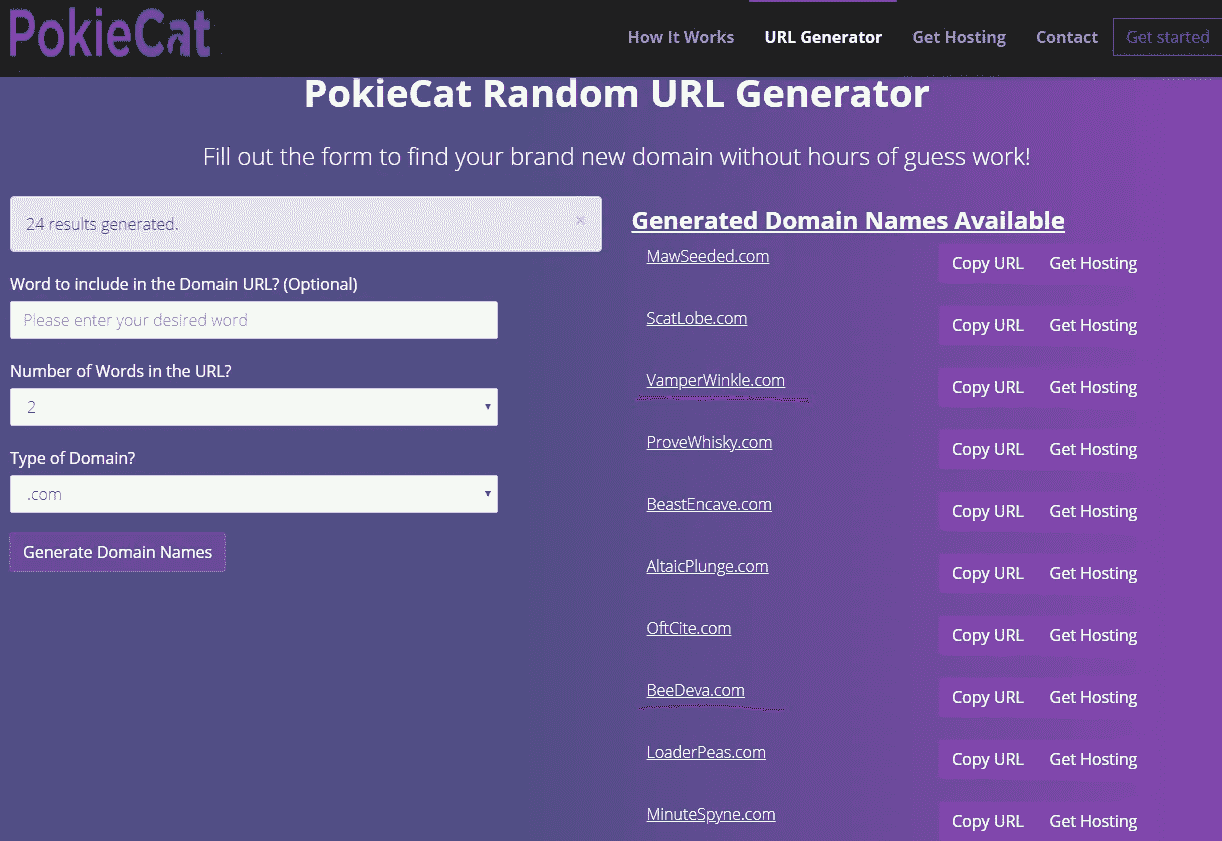 PokieCat
How It Works
URL Generator
Get Hosting
Contact
Get started
PokieCat Random URL Generator
Fill out the form to find your brand new domain without hours of guess work!
24 results generated.
×
Word to include in the Domain URL? (Optional)
Please enter your desired word
Number of Words in the URL?
2
Type of Domain?
.com
Generate Domain Names
Generated Domain Names Available
MawSeeded.com Copy URL Get Hosting
ScatLobe.com Copy URL Get Hosting
VamperWinkle.com Copy URL Get Hosting
ProveWhisky.com Copy URL Get Hosting
BeastEncave.com Copy URL Get Hosting
AltaicPlunge.com Copy URL Get Hosting
OftCite.com Copy URL Get Hosting
BeeDeva.com Copy URL Get Hosting
LoaderPeas.com Copy URL Get Hosting
MinuteSpyne.com Copy URL Get Hosting